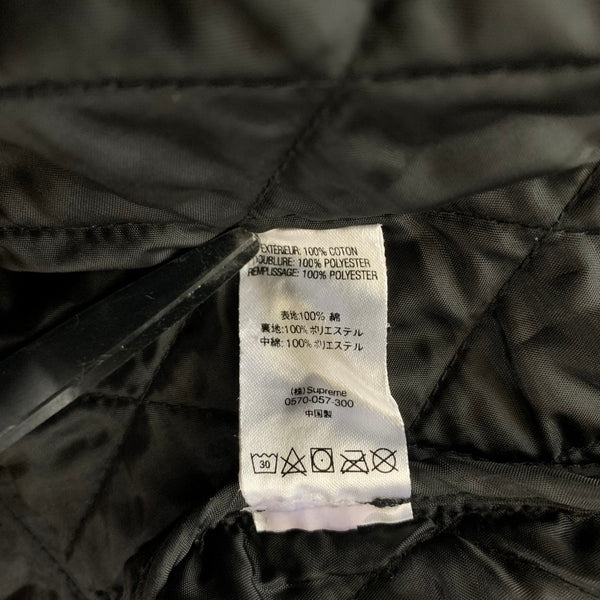 EXTÉRIEUR: 100% COTON
DOUBLURE: 100% POLYESTER
REMPLISSAGE: 100% POLYESTER
表地:100% 綿
裏地:100% ポリエステル
中綿:100% ポリエステル
(株)Supreme
0570-057-300
中国製
30